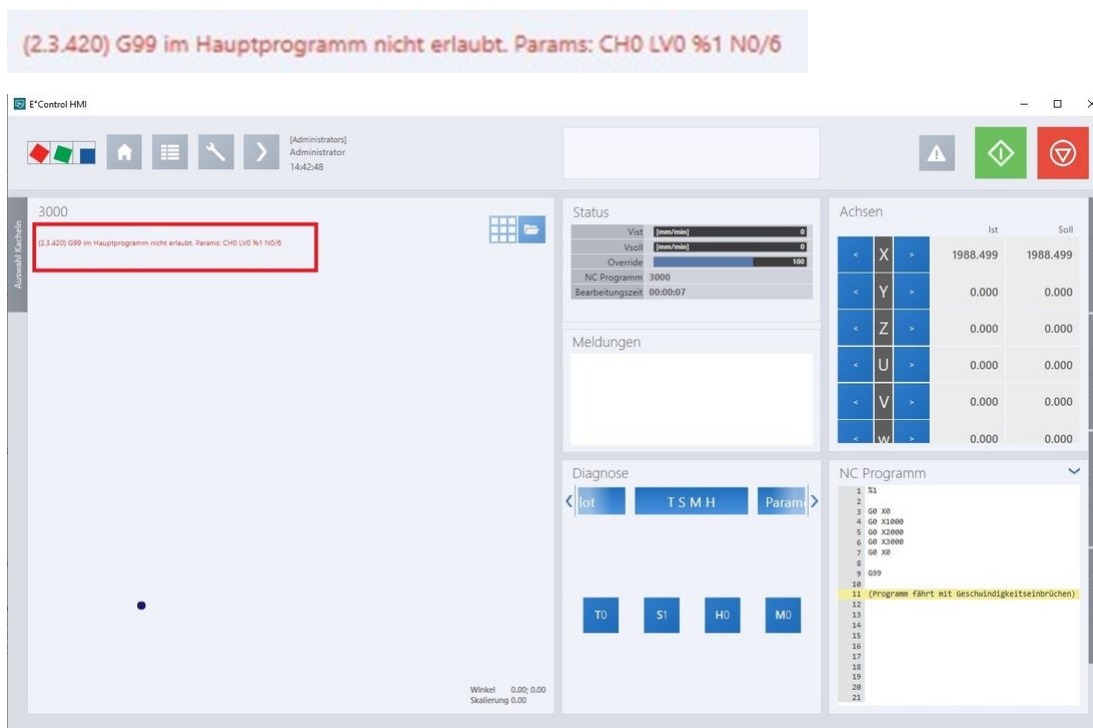 (2.3.420) G99 im Hauptprogramm nicht erlaubt. Params: CH0 LV0 %1 N0/6
E°Control HMI
[Administrators]
Administrator
14:42:48
Auswahl Kacheln
3000
(2.3.420) G99 im Hauptprogramm nicht erlaubt. Params: CH0 LV0 %1 N0/6
Winkel 0.00; 0.00
Skalierung 0.00
Status
Vist [mm/min] 0
Vsoll [mm/min] 0
Override 100
NC Programm 3000
Bearbeitungszeit 00:00:07
Meldungen
Diagnose
lot T S M H Param
T0 S1 H0 M0
Achsen
Ist Soll
< X > 1988.499 1988.499
< Y > 0.000 0.000
< Z > 0.000 0.000
< U > 0.000 0.000
< V > 0.000 0.000
< W > 0.000 0.000
NC Programm
1 %1
2
3 G0 X0
4 G0 X1000
5 G0 X2000
6 G0 X3000
7 G0 X0
8
9 G99
10
11 (Programm fährt mit Geschwindigkeitseinbrüchen)
12
13
14
15
16
17
18
19
20
21